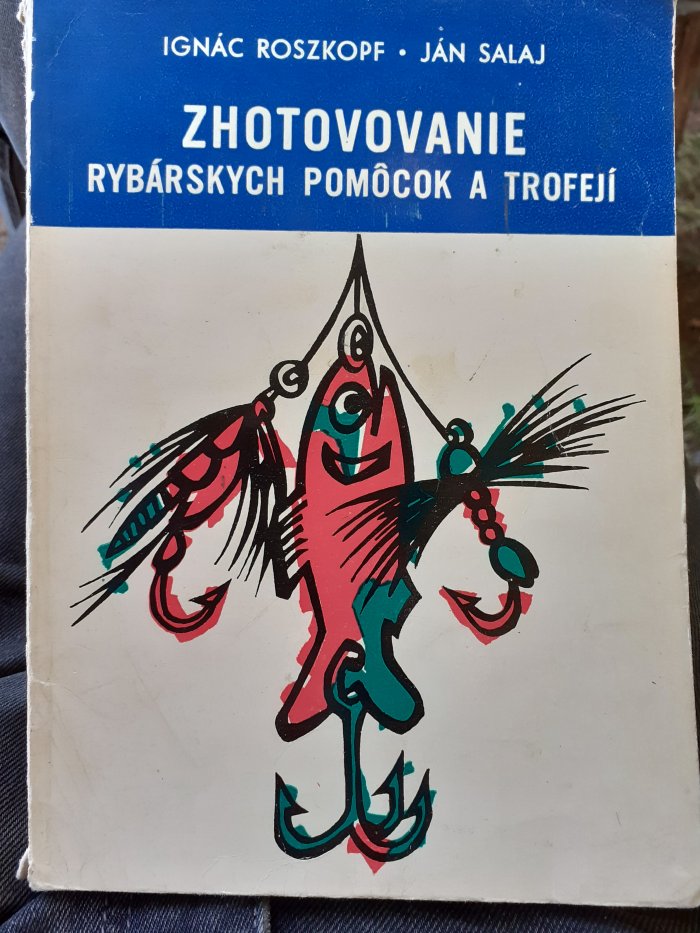 IGNÁC ROSZKOPF • JÁN SALAJ
ZHOTOVOVANIE
RYBÁRSKYCH POMÔCOK A TROFEJÍ